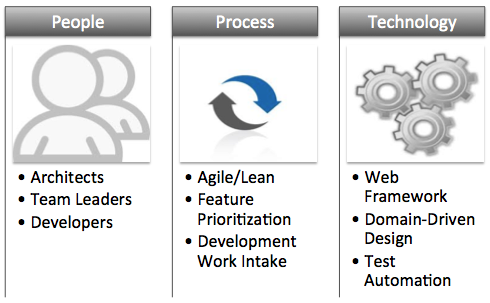 People
• Architects
• Team Leaders
• Developers
Process
• Agile/Lean
• Feature
Prioritization
• Development
Work Intake
Technology
• Web
Framework
• Domain-Driven
Design
• Test
Automation